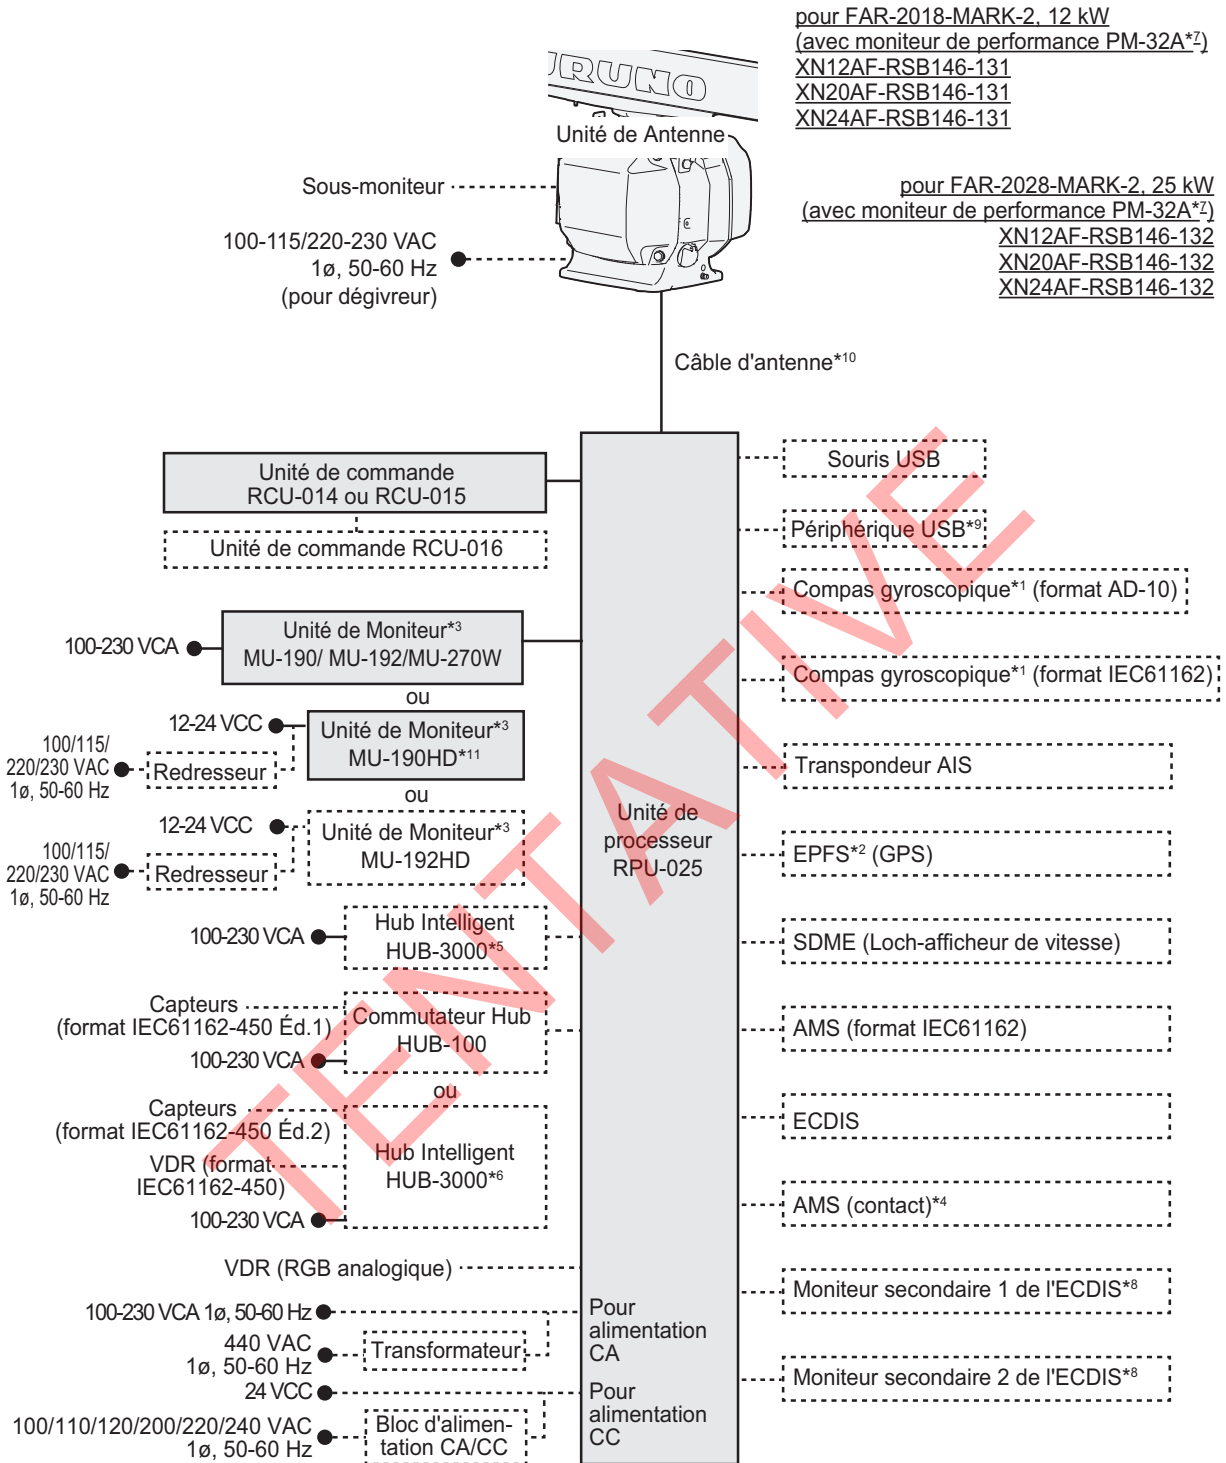 pour FAR-2018-MARK-2, 12 kW
(avec moniteur de performance PM-32A*7)
XN12AF-RSB146-131
XN20AF-RSB146-131
XN24AF-RSB146-131
URUNO
Unité de Antenne
Sous-moniteur
100-115/220-230 VAC
1ø, 50-60 Hz
(pour dégivreur)
pour FAR-2028-MARK-2, 25 kW
(avec moniteur de performance PM-32A*7)
XN12AF-RSB146-132
XN20AF-RSB146-132
XN24AF-RSB146-132
Câble d'antenne*10
Unité de commande
RCU-014 ou RCU-015
Unité de commande RCU-016
100-230 VCA
Unité de Moniteur*3
MU-190/ MU-192/MU-270W
ou
12-24 VCC
100/115/
220/230 VAC
1ø, 50-60 Hz
Redresseur
Unité de Moniteur*3
MU-190HD*11
ou
12-24 VCC
100/115/
220/230 VAC
1ø, 50-60 Hz
Redresseur
Unité de Moniteur*3
MU-192HD
100-230 VCA
Hub Intelligent
HUB-3000*5
Capteurs
(format IEC61162-450 Éd.1)
100-230 VCA
Commutateur Hub
HUB-100
ou
Capteurs
(format IEC61162-450 Éd.2)
VDR (format
IEC61162-450)
100-230 VCA
Hub Intelligent
HUB-3000*6
VDR (RGB analogique)
100-230 VCA 1ø, 50-60 Hz
440 VAC
1ø, 50-60 Hz
Transformateur
24 VCC
100/110/120/200/220/240 VAC
1ø, 50-60 Hz
Bloc d'alimen-
tation CA/CC
Unité de
processeur
RPU-025
Pour
alimentation
CA
Pour
alimentation
CC
Souris USB
Périphérique USB*9
Compas gyroscopique*1 (format AD-10)
Compas gyroscopique*1 (format IEC61162)
Transpondeur AIS
EPFS*2 (GPS)
SDME (Loch-afficheur de vitesse)
AMS (format IEC61162)
ECDIS
AMS (contact)*4
Moniteur secondaire 1 de l'ECDIS*8
Moniteur secondaire 2 de l'ECDIS*8
TENTATIVE